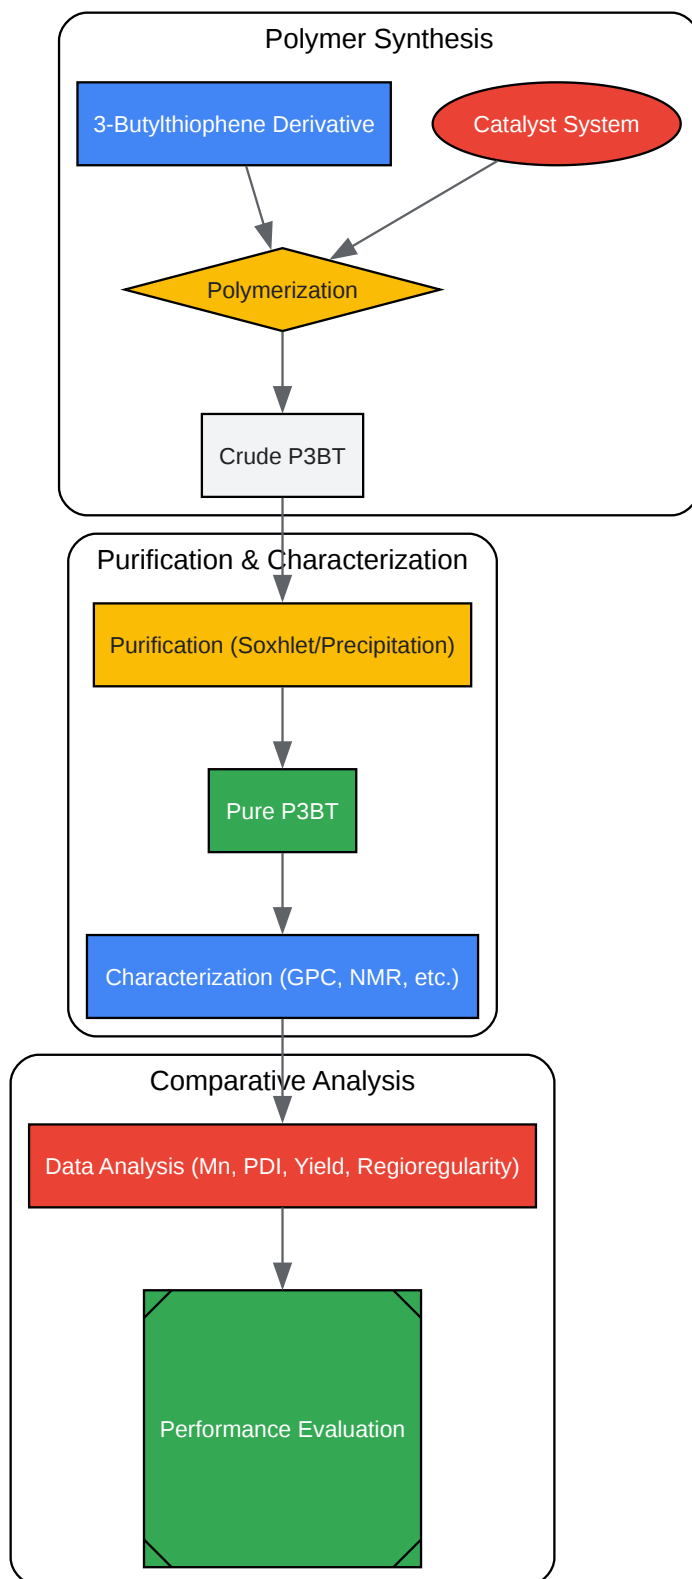 Polymer Synthesis
3-Butylthiophene Derivative
Catalyst System
Polymerization
Crude P3BT
Purification & Characterization
Purification (Soxhlet/Precipitation)
Pure P3BT
Characterization (GPC, NMR, etc.)
Comparative Analysis
Data Analysis (Mn, PDI, Yield, Regioregularity)
Performance Evaluation